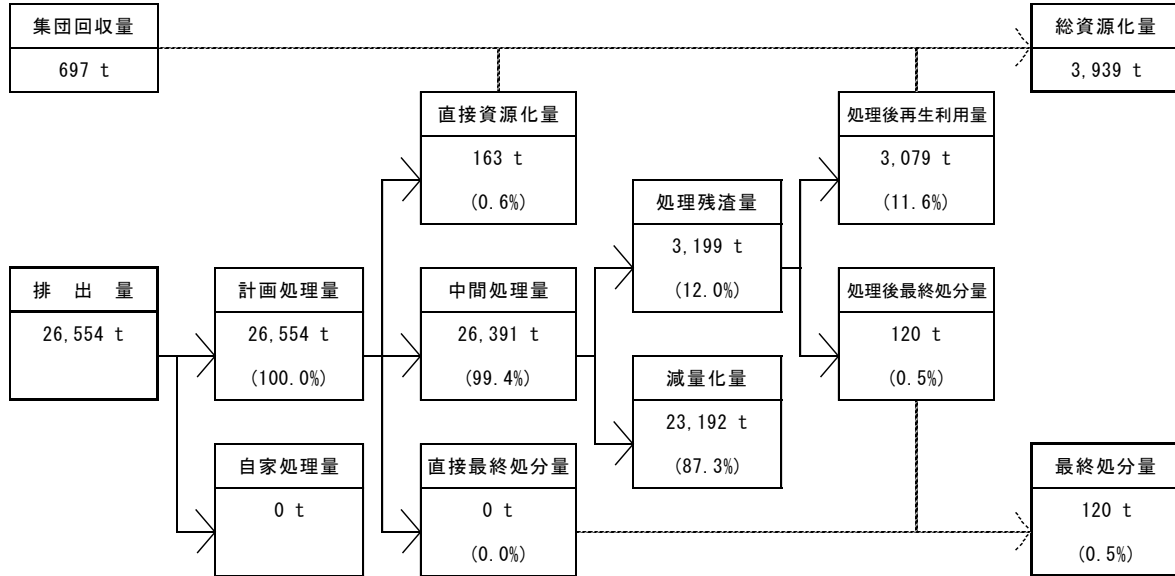 集団回収量
697 t
総資源化量
3,939 t
直接資源化量
163 t
(0.6%)
処理後再生利用量
3,079 t
(11.6%)
処理残渣量
3,199 t
(12.0%)
排 出 量
26,554 t
計画処理量
26,554 t
(100.0%)
中間処理量
26,391 t
(99.4%)
処理後最終処分量
120 t
(0.5%)
減量化量
23,192 t
(87.3%)
自家処理量
0 t
直接最終処分量
0 t
(0.0%)
最終処分量
120 t
(0.5%)